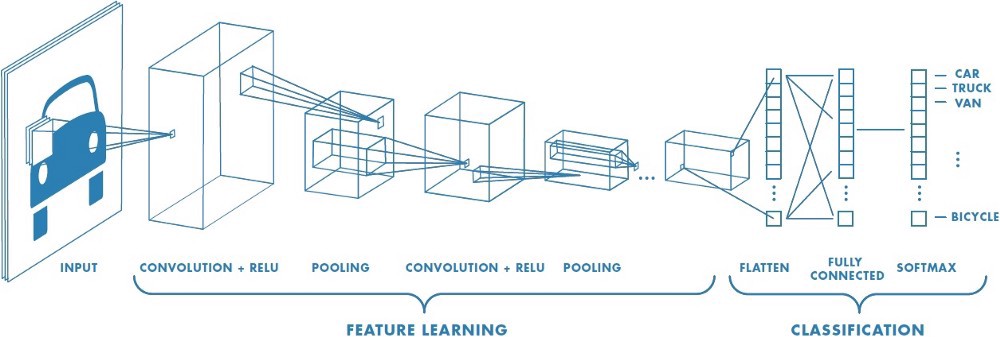 CAR
TRUCK
VAN
BICYCLE
INPUT
CONVOLUTION + RELU
POOLING
CONVOLUTION + RELU
POOLING
FLATTEN
FULLY
CONNECTED
SOFTMAX
FEATURE LEARNING
CLASSIFICATION